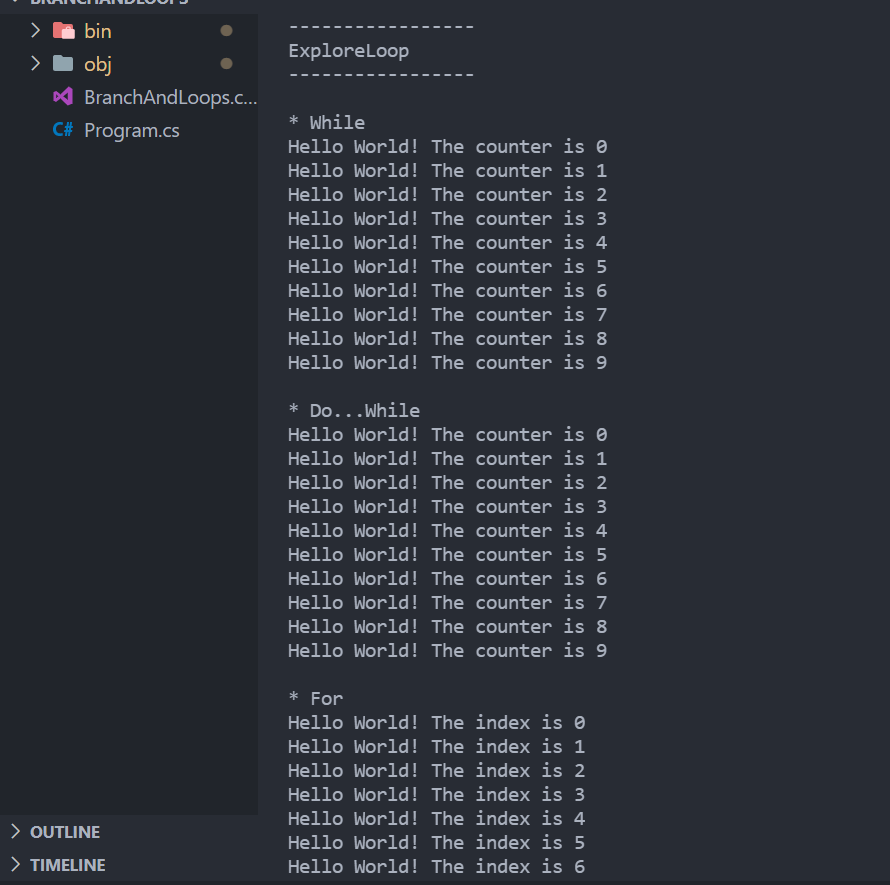 BRANCHANDLOOPS
bin
obj
BranchAndLoops.c...
C# Program.cs
OUTLINE
TIMELINE
-----------------
ExploreLoop
-----------------
* While
Hello World! The counter is 0
Hello World! The counter is 1
Hello World! The counter is 2
Hello World! The counter is 3
Hello World! The counter is 4
Hello World! The counter is 5
Hello World! The counter is 6
Hello World! The counter is 7
Hello World! The counter is 8
Hello World! The counter is 9
* Do...While
Hello World! The counter is 0
Hello World! The counter is 1
Hello World! The counter is 2
Hello World! The counter is 3
Hello World! The counter is 4
Hello World! The counter is 5
Hello World! The counter is 6
Hello World! The counter is 7
Hello World! The counter is 8
Hello World! The counter is 9
* For
Hello World! The index is 0
Hello World! The index is 1
Hello World! The index is 2
Hello World! The index is 3
Hello World! The index is 4
Hello World! The index is 5
Hello World! The index is 6